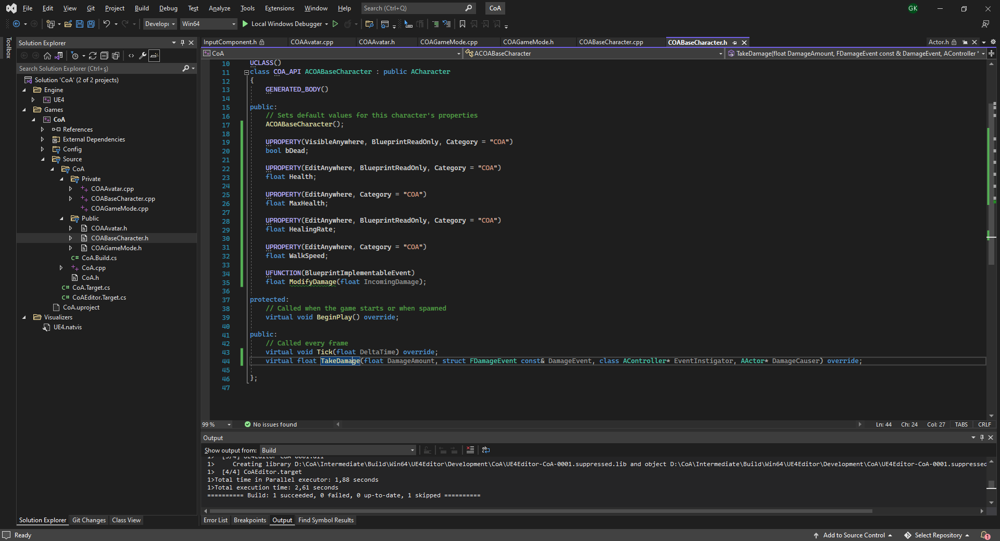 File Edit View Git Project Build Debug Test Analyze Tools Extensions Window Help Search (Ctrl+Q) CoA GK
Developi Win64 Local Windows Debugger
Toolbox
Solution Explorer
Search Solution Explorer (Ctrl+ş)
Solution 'CoA' (2 of 2 projects)
Engine
UE4
Games
CoA
References
External Dependencies
Config
Source
CoA
Private
COAAvatar.cpp
COABaseCharacter.cpp
COAGameMode.cpp
Public
COAAvatar.h
COABaseCharacter.h
COAGameMode.h
C# CoA.Build.cs
CoA.cpp
CoA.h
C# CoA.Target.cs
C# CoAEditor.Target.cs
CoA.uproject
Visualizers
UE4.natvis
Solution Explorer Git Changes Class View
InputComponent.h COAAvatar.cpp COAAvatar.h COAGameMode.cpp COAGameMode.h COABaseCharacter.cpp COABaseCharacter.h Actor.h
CoA ACOABaseCharacter TakeDamage(float DamageAmount, FDamageEvent const & DamageEvent, AController *
10 UCLASS()
11 class COA_API ACOABaseCharacter : public ACharacter
12 {
13 GENERATED_BODY()
14
15 public:
16 // Sets default values for this character's properties
17 ACOABaseCharacter();
18
19 UPROPERTY(VisibleAnywhere, BlueprintReadOnly, Category = "COA")
20 bool bDead;
21
22 UPROPERTY(EditAnywhere, BlueprintReadOnly, Category = "COA")
23 float Health;
24
25 UPROPERTY(EditAnywhere, Category = "COA")
26 float MaxHealth;
27
28 UPROPERTY(EditAnywhere, BlueprintReadOnly, Category = "COA")
29 float HealingRate;
30
31 UPROPERTY(EditAnywhere, Category = "COA")
32 float WalkSpeed;
33
34 UFUNCTION(BlueprintImplementableEvent)
35 float ModifyDamage(float IncomingDamage);
36
37 protected:
38 // Called when the game starts or when spawned
39 virtual void BeginPlay() override;
40
41 public:
42 // Called every frame
43 virtual void Tick(float DeltaTime) override;
44 virtual float TakeDamage(float DamageAmount, struct FDamageEvent const& DamageEvent, class AController* EventInstigator, AActor* DamageCauser) override;
45
46 };
47
99 % No issues found Ln: 44 Ch: 24 Col: 27 TABS CRLF
Output
Show output from: Build
1> [3/4] UE4Editor-CoA-0001.dll
1> Creating library D:\CoA\Intermediate\Build\Win64\UE4Editor\Development\CoA\UE4Editor-CoA-0001.suppressed.lib and object D:\CoA\Intermediate\Build\Win64\UE4Editor\Development\CoA\UE4Editor-CoA-0001.suppressed
1> [4/4] CoAEditor.target
1>Total time in Parallel executor: 1,88 seconds
1>Total execution time: 2,61 seconds
========== Build: 1 succeeded, 0 failed, 0 up-to-date, 1 skipped ==========
Error List Breakpoints Output Find Symbol Results
Ready Add to Source Control Select Repository 1